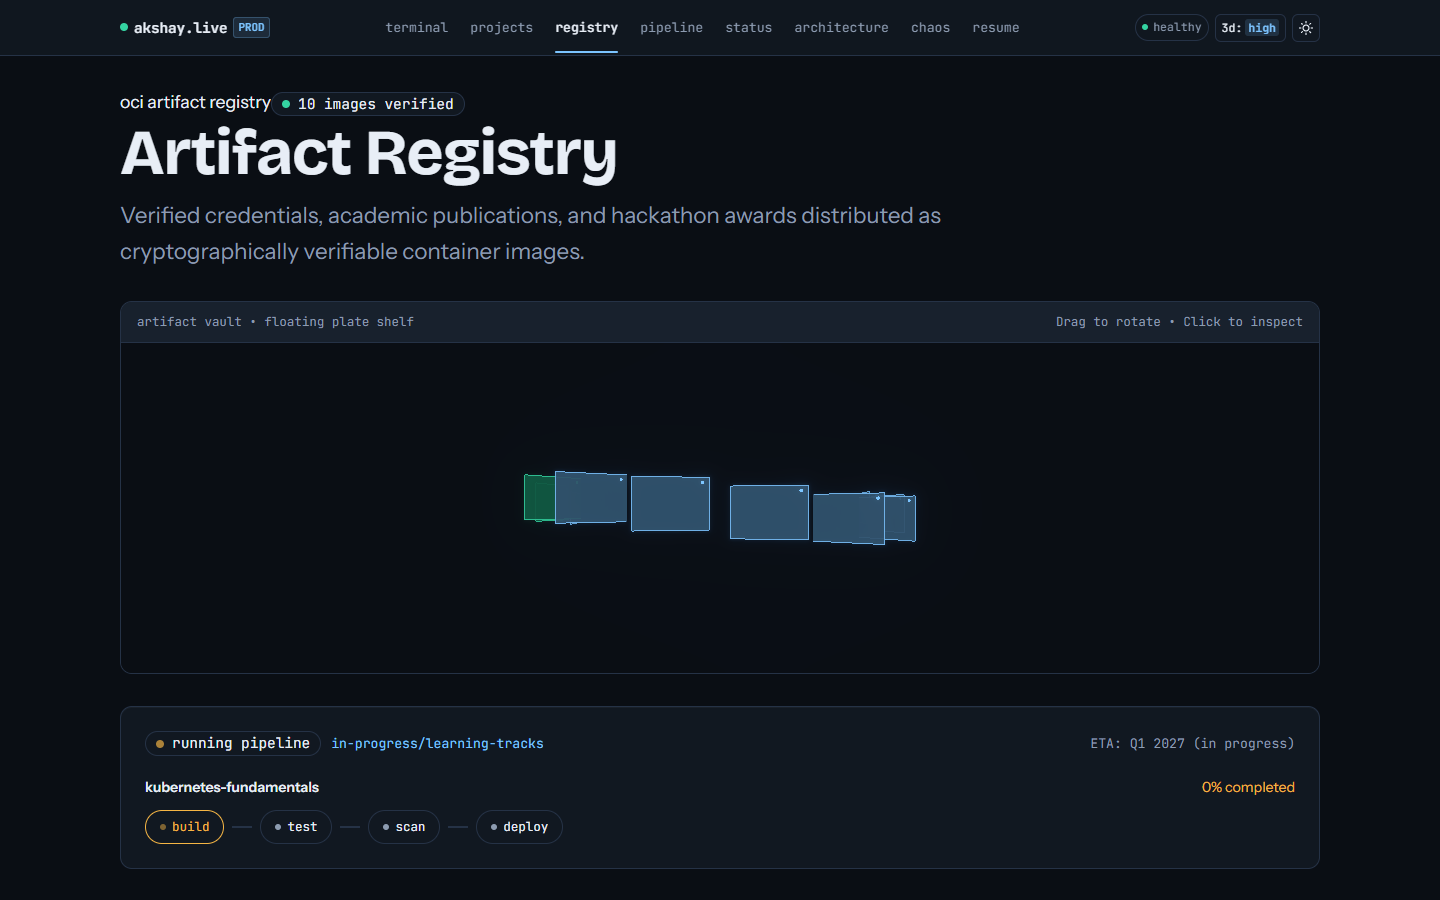 akshay.live PROD terminal projects registry pipeline status architecture chaos resume healthy 3d: high
oci artifact registry 10 images verified
Artifact Registry
Verified credentials, academic publications, and hackathon awards distributed as
cryptographically verifiable container images.
artifact vault • floating plate shelf Drag to rotate • Click to inspect
running pipeline in-progress/learning-tracks ETA: Q1 2027 (in progress)
kubernetes-fundamentals 0% completed
build test scan deploy